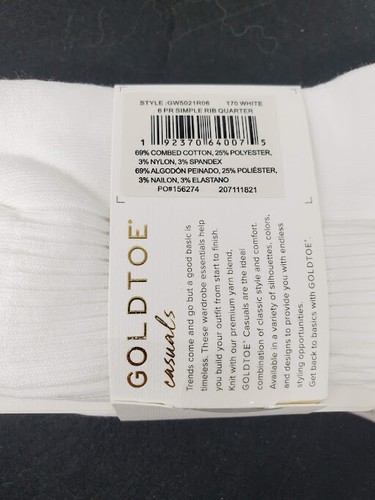 STYLE :GW5021R06 170 WHITE
6 PR SIMPLE RIB QUARTER
1 92370 64007 5
69% COMBED COTTON, 25% POLYESTER,
3% NYLON, 3% SPANDEX
69% ALGODÓN PEINADO, 25% POLIÉSTER,
3% NAILON, 3% ELASTANO
PO#156274 207111821
GOLDTOE®
casuals
Trends come and go but a good basic is
timeless. These wardrobe essentials help
you build your outfit from start to finish.
Knit with our premium yarn blend,
GOLDTOE® Casuals are the ideal
combination of classic style and comfort.
Available in a variety of silhouettes, colors,
and designs to provide you with endless
styling opportunities.
Get back to basics with GOLDTOE®.